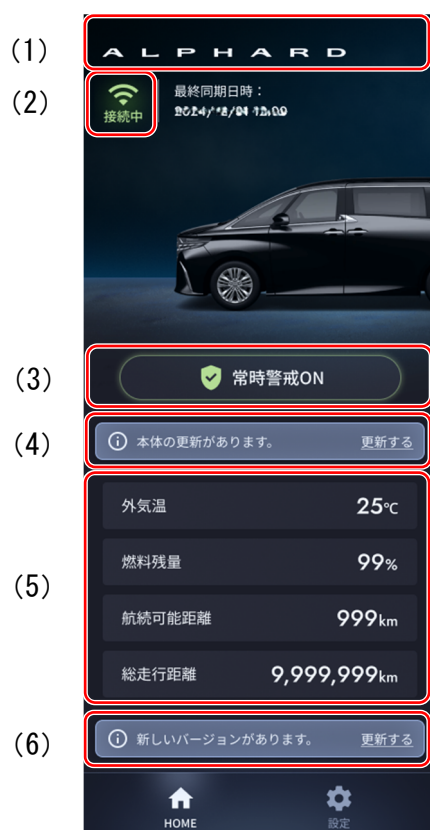 (1)
ALPHARD
(2)
接続中
最終同期日時：
(3)
常時警戒ON
(4)
本体の更新があります。 更新する
(5)
外気温 25℃
燃料残量 99%
航続可能距離 999km
総走行距離 9,999,999km
(6)
新しいバージョンがあります。 更新する
HOME 設定